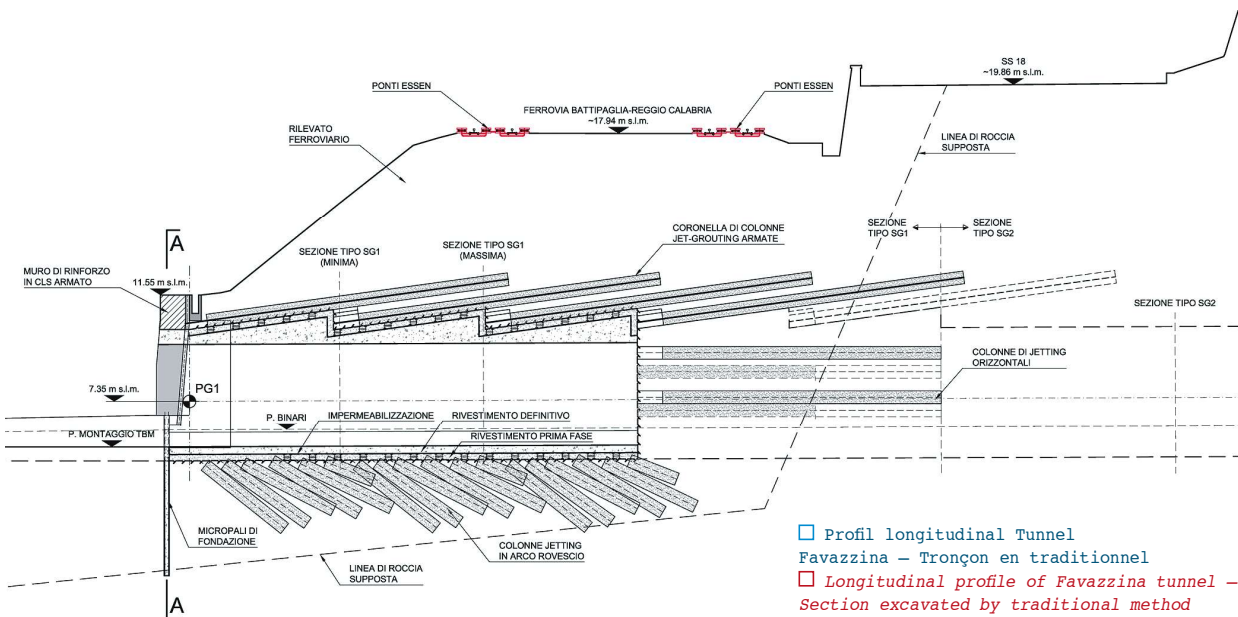 SS 18
~19.86 m s.l.m.
PONTI ESSEN
FERROVIA BATTIPAGLIA-REGGIO CALABRIA
~17.94 m s.l.m.
PONTI ESSEN
RILEVATO
FERROVIARIO
LINEA DI ROCCIA
SUPPOSTA
A
SEZIONE TIPO SG1
(MINIMA)
SEZIONE TIPO SG1
(MASSIMA)
CORONELLA DI COLONNE
JET-GROUTING ARMATE
SEZIONE
TIPO SG1
SEZIONE
TIPO SG2
MURO DI RINFORZO
IN CLS ARMATO
11.55 m s.l.m.
SEZIONE TIPO SG2
COLONNE DI JETTING
ORIZZONTALI
7.35 m s.l.m.
PG1
P. BINARI
IMPERMEABILIZZAZIONE
RIVESTIMENTO DEFINITIVO
P. MONTAGGIO TBM
RIVESTIMENTO PRIMA FASE
MICROPALI DI
FONDAZIONE
COLONNE JETTING
IN ARCO ROVESCIO
LINEA DI ROCCIA
SUPPOSTA
A
Profil longitudinal Tunnel
Favazzina – Tronçon en traditionnel
Longitudinal profile of Favazzina tunnel –
Section excavated by traditional method